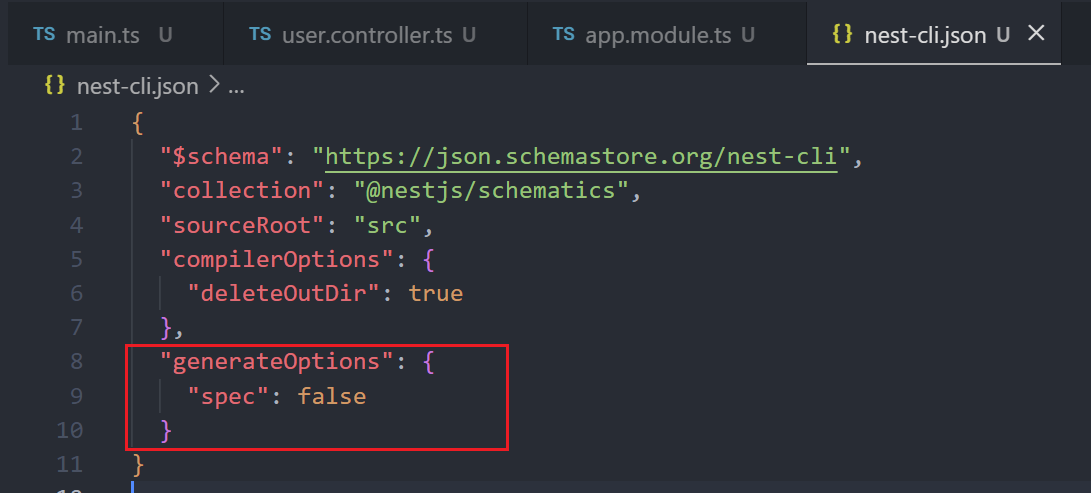 TS main.ts U TS user.controller.ts U TS app.module.ts U {} nest-cli.json U ×
{} nest-cli.json > ...
1 {
2 "$schema": "https://json.schemastore.org/nest-cli",
3 "collection": "@nestjs/schematics",
4 "sourceRoot": "src",
5 "compilerOptions": {
6 "deleteOutDir": true
7 },
8 "generateOptions": {
9 "spec": false
10 }
11 }